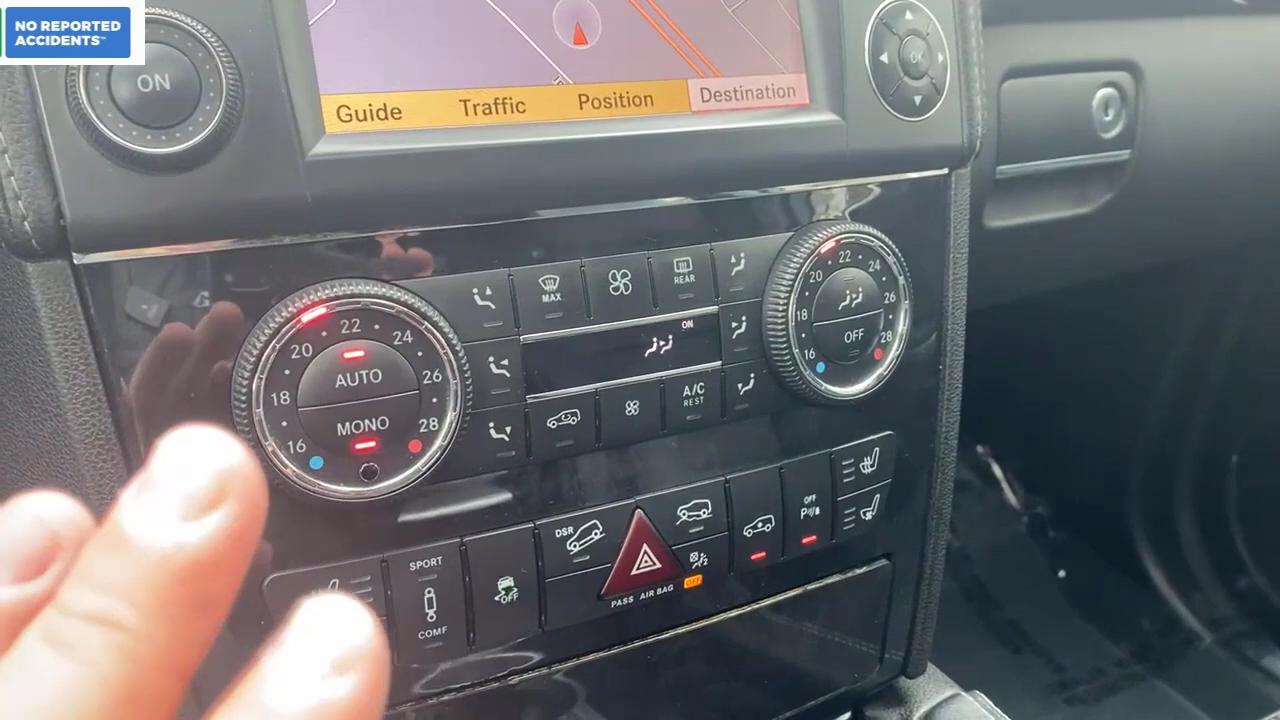 NO REPORTED
ACCIDENTS™
ON
Guide Traffic Position Destination
OK
MAX
REAR
ON
16 18 20 22 24 26 28
AUTO
MONO
16 18 20 22 24 26 28
OFF
A/C
REST
SPORT
COMF
OFF
DSR
PASS AIR BAG OFF
2
OFF
P